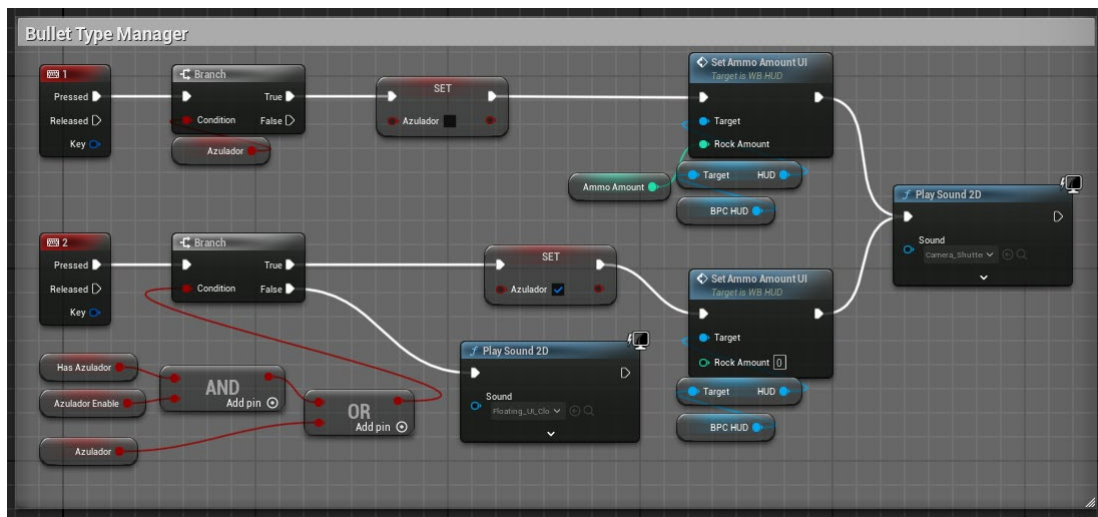 Bullet Type Manager
1
Pressed
Released
Key
Branch
True
Condition
False
Azulador
SET
Azulador
Set Ammo Amount UI
Target is WB HUD
Target
Rock Amount
Ammo Amount
Target HUD
BPC HUD
Play Sound 2D
Sound
Camera_Shutte
2
Pressed
Released
Key
Branch
True
Condition
False
SET
Azulador
Set Ammo Amount UI
Target is WB HUD
Target
Rock Amount 0
Target HUD
BPC HUD
Has Azulador
Azulador Enable
Azulador
AND
Add pin
OR
Add pin
Play Sound 2D
Sound
Floating_UI_Clo